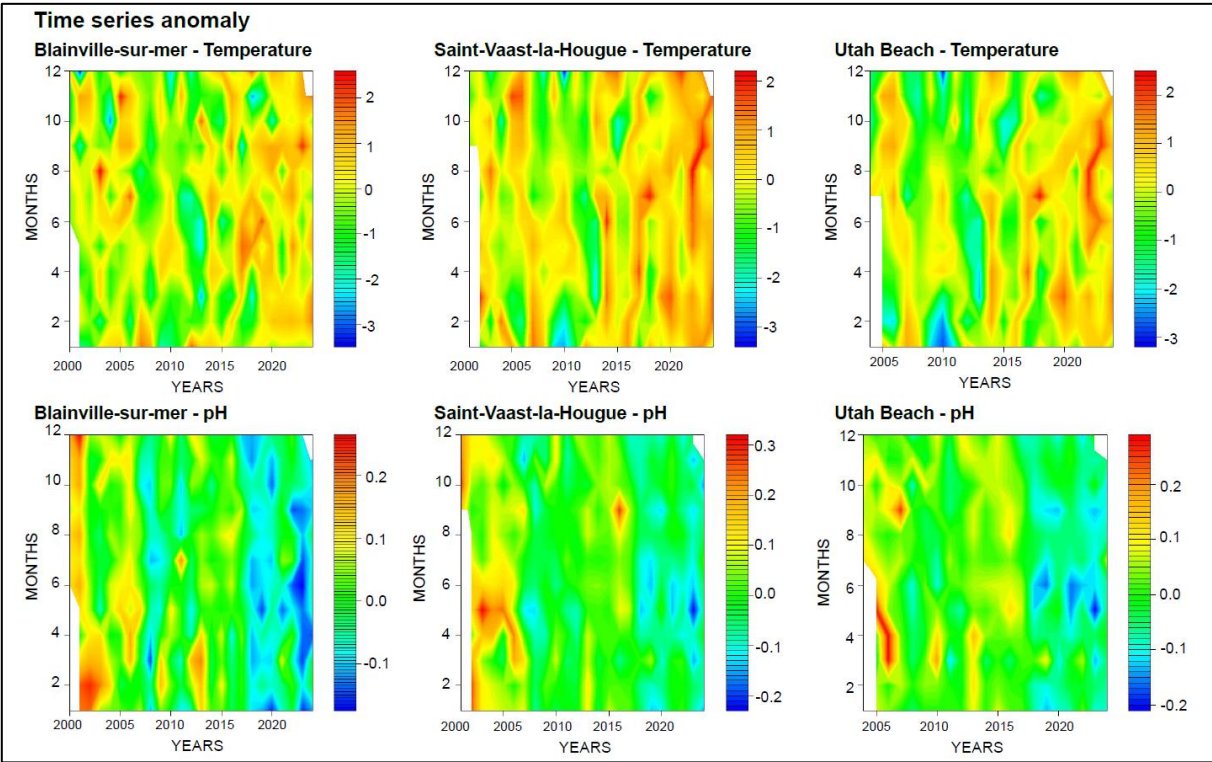 Time series anomaly
Blainville-sur-mer - Temperature
Saint-Vaast-la-Hougue - Temperature
Utah Beach - Temperature
MONTHS
12
10
8
6
4
2
2000 2005 2010 2015 2020
YEARS
2
1
0
-1
-2
-3
MONTHS
12
10
8
6
4
2
2000 2005 2010 2015 2020
YEARS
2
1
0
-1
-2
-3
MONTHS
12
10
8
6
4
2
2005 2010 2015 2020
YEARS
2
1
0
-1
-2
-3
Blainville-sur-mer - pH
Saint-Vaast-la-Hougue - pH
Utah Beach - pH
MONTHS
12
10
8
6
4
2
2000 2005 2010 2015 2020
YEARS
0.2
0.1
0.0
-0.1
MONTHS
12
10
8
6
4
2
2000 2005 2010 2015 2020
YEARS
0.3
0.2
0.1
0.0
-0.1
-0.2
MONTHS
12
10
8
6
4
2
2005 2010 2015 2020
YEARS
0.2
0.1
0.0
-0.1
-0.2